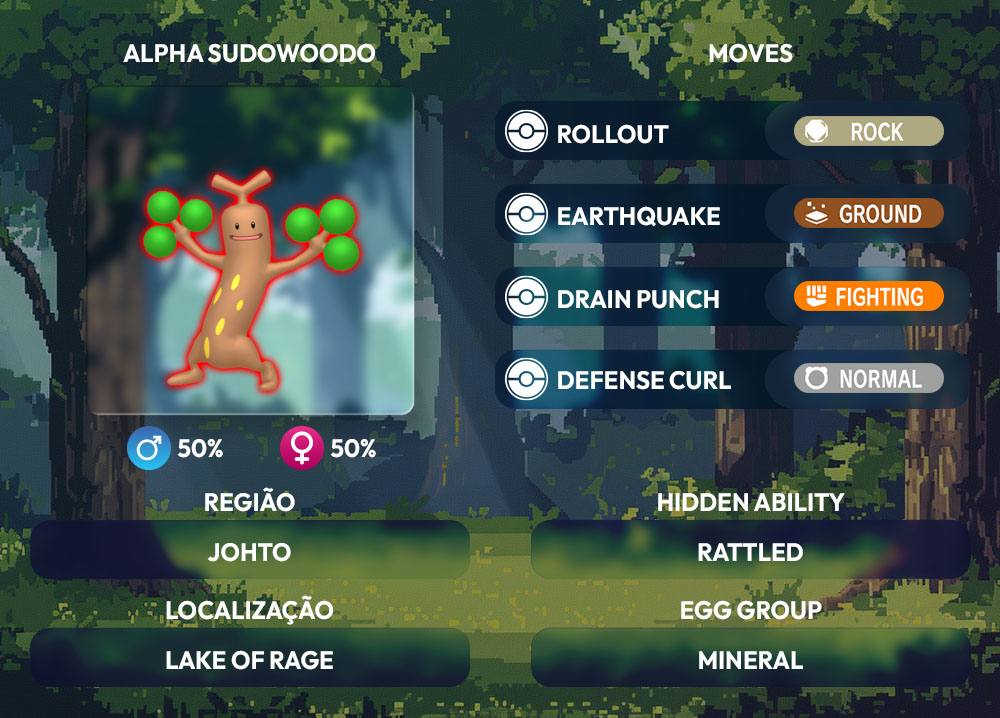 ALPHA SUDOWOODO
50%
50%
MOVES
ROLLOUT ROCK
EARTHQUAKE GROUND
DRAIN PUNCH FIGHTING
DEFENSE CURL NORMAL
REGIÃO
JOHTO
HIDDEN ABILITY
RATTLED
LOCALIZAÇÃO
LAKE OF RAGE
EGG GROUP
MINERAL